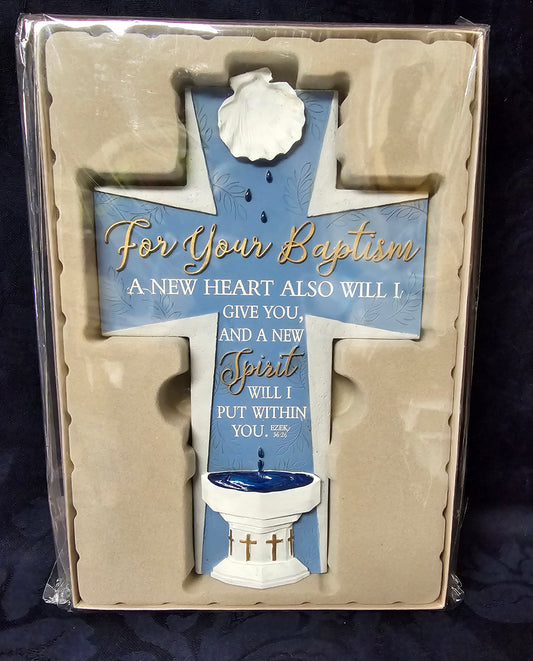 For Your Baptism
A NEW HEART ALSO WILL I
GIVE YOU,
AND A NEW
Spirit
WILL I
PUT WITHIN
YOU. EZEK.
36:26